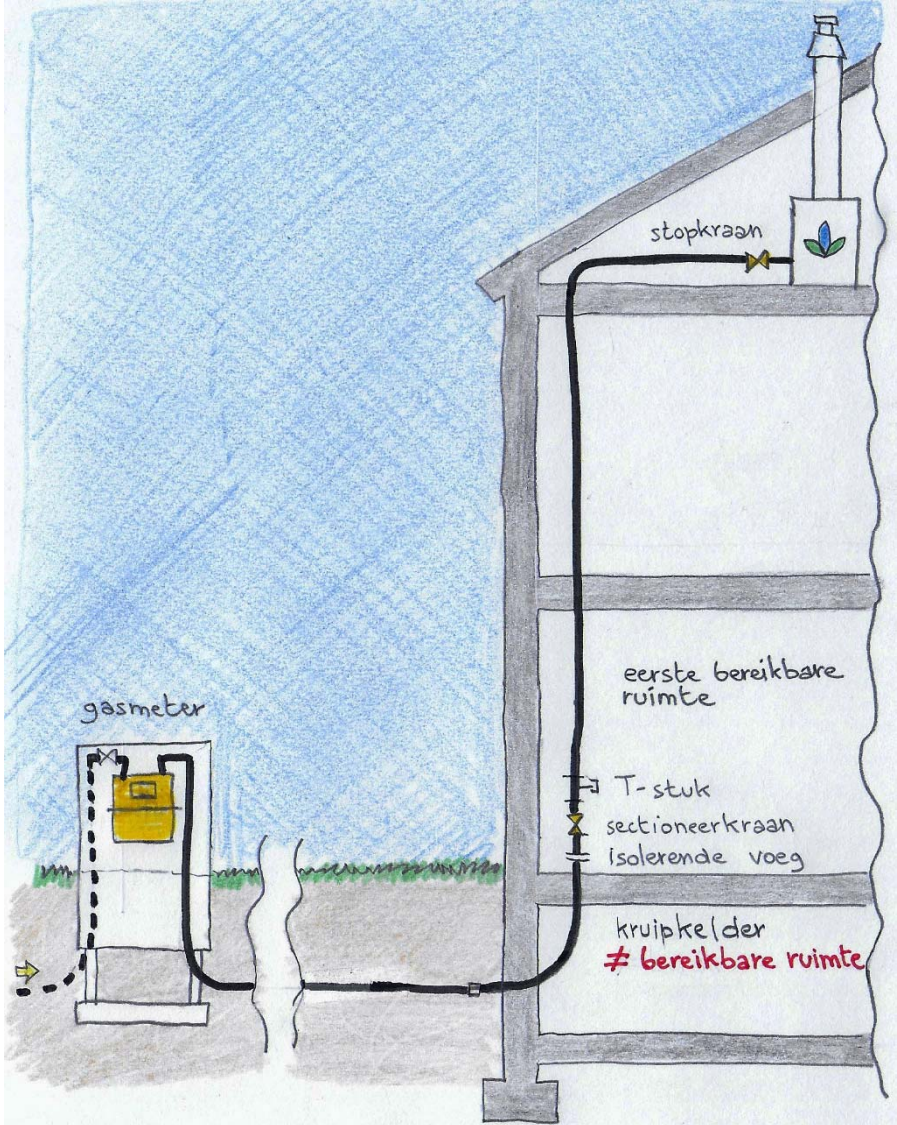 stopkraan
eerste bereikbare
ruimte
gasmeter
T-stuk
sectioneerkraan
isolerende voeg
kruipkelder
≠ bereikbare ruimte